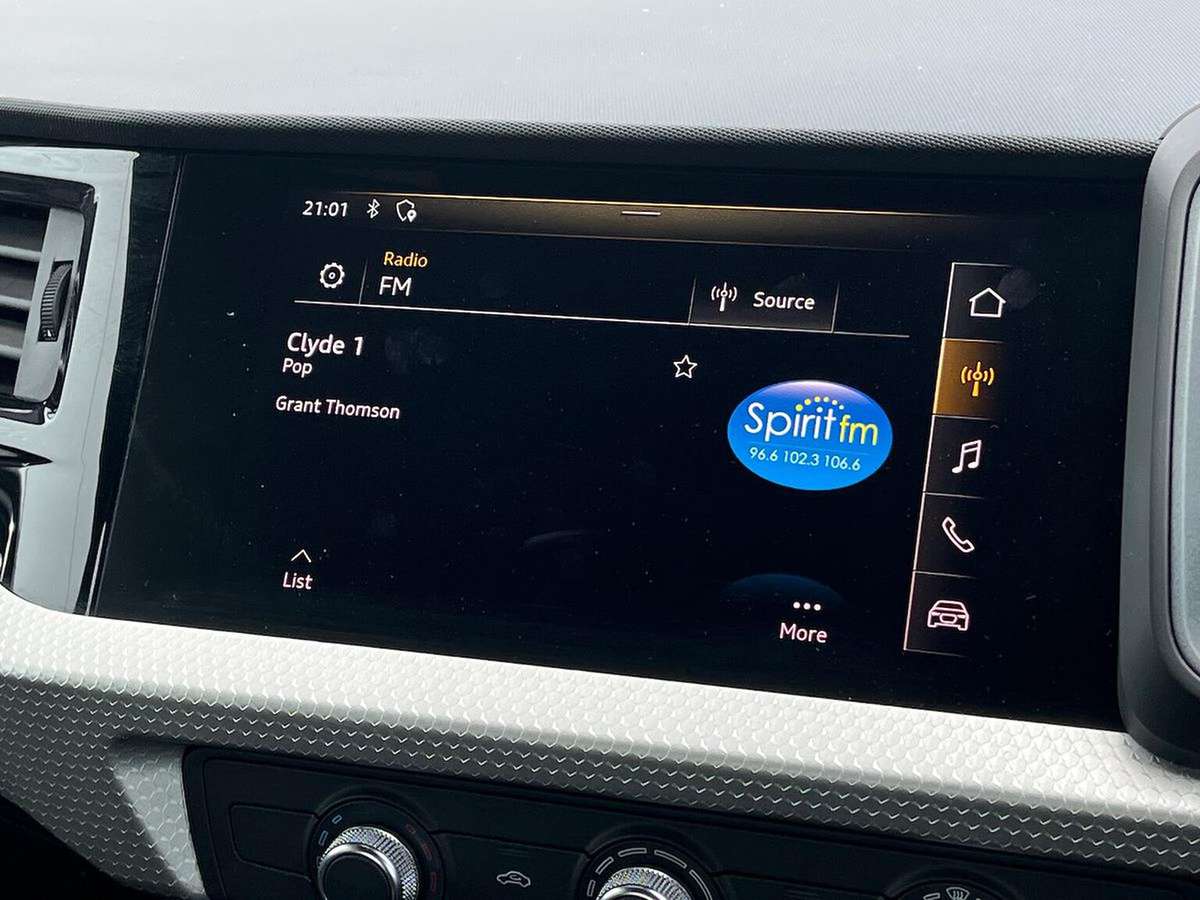 21:01
Radio
FM
Source
Clyde 1
Pop
Grant Thomson
Spirit fm
96.6 102.3 106.6
List
More